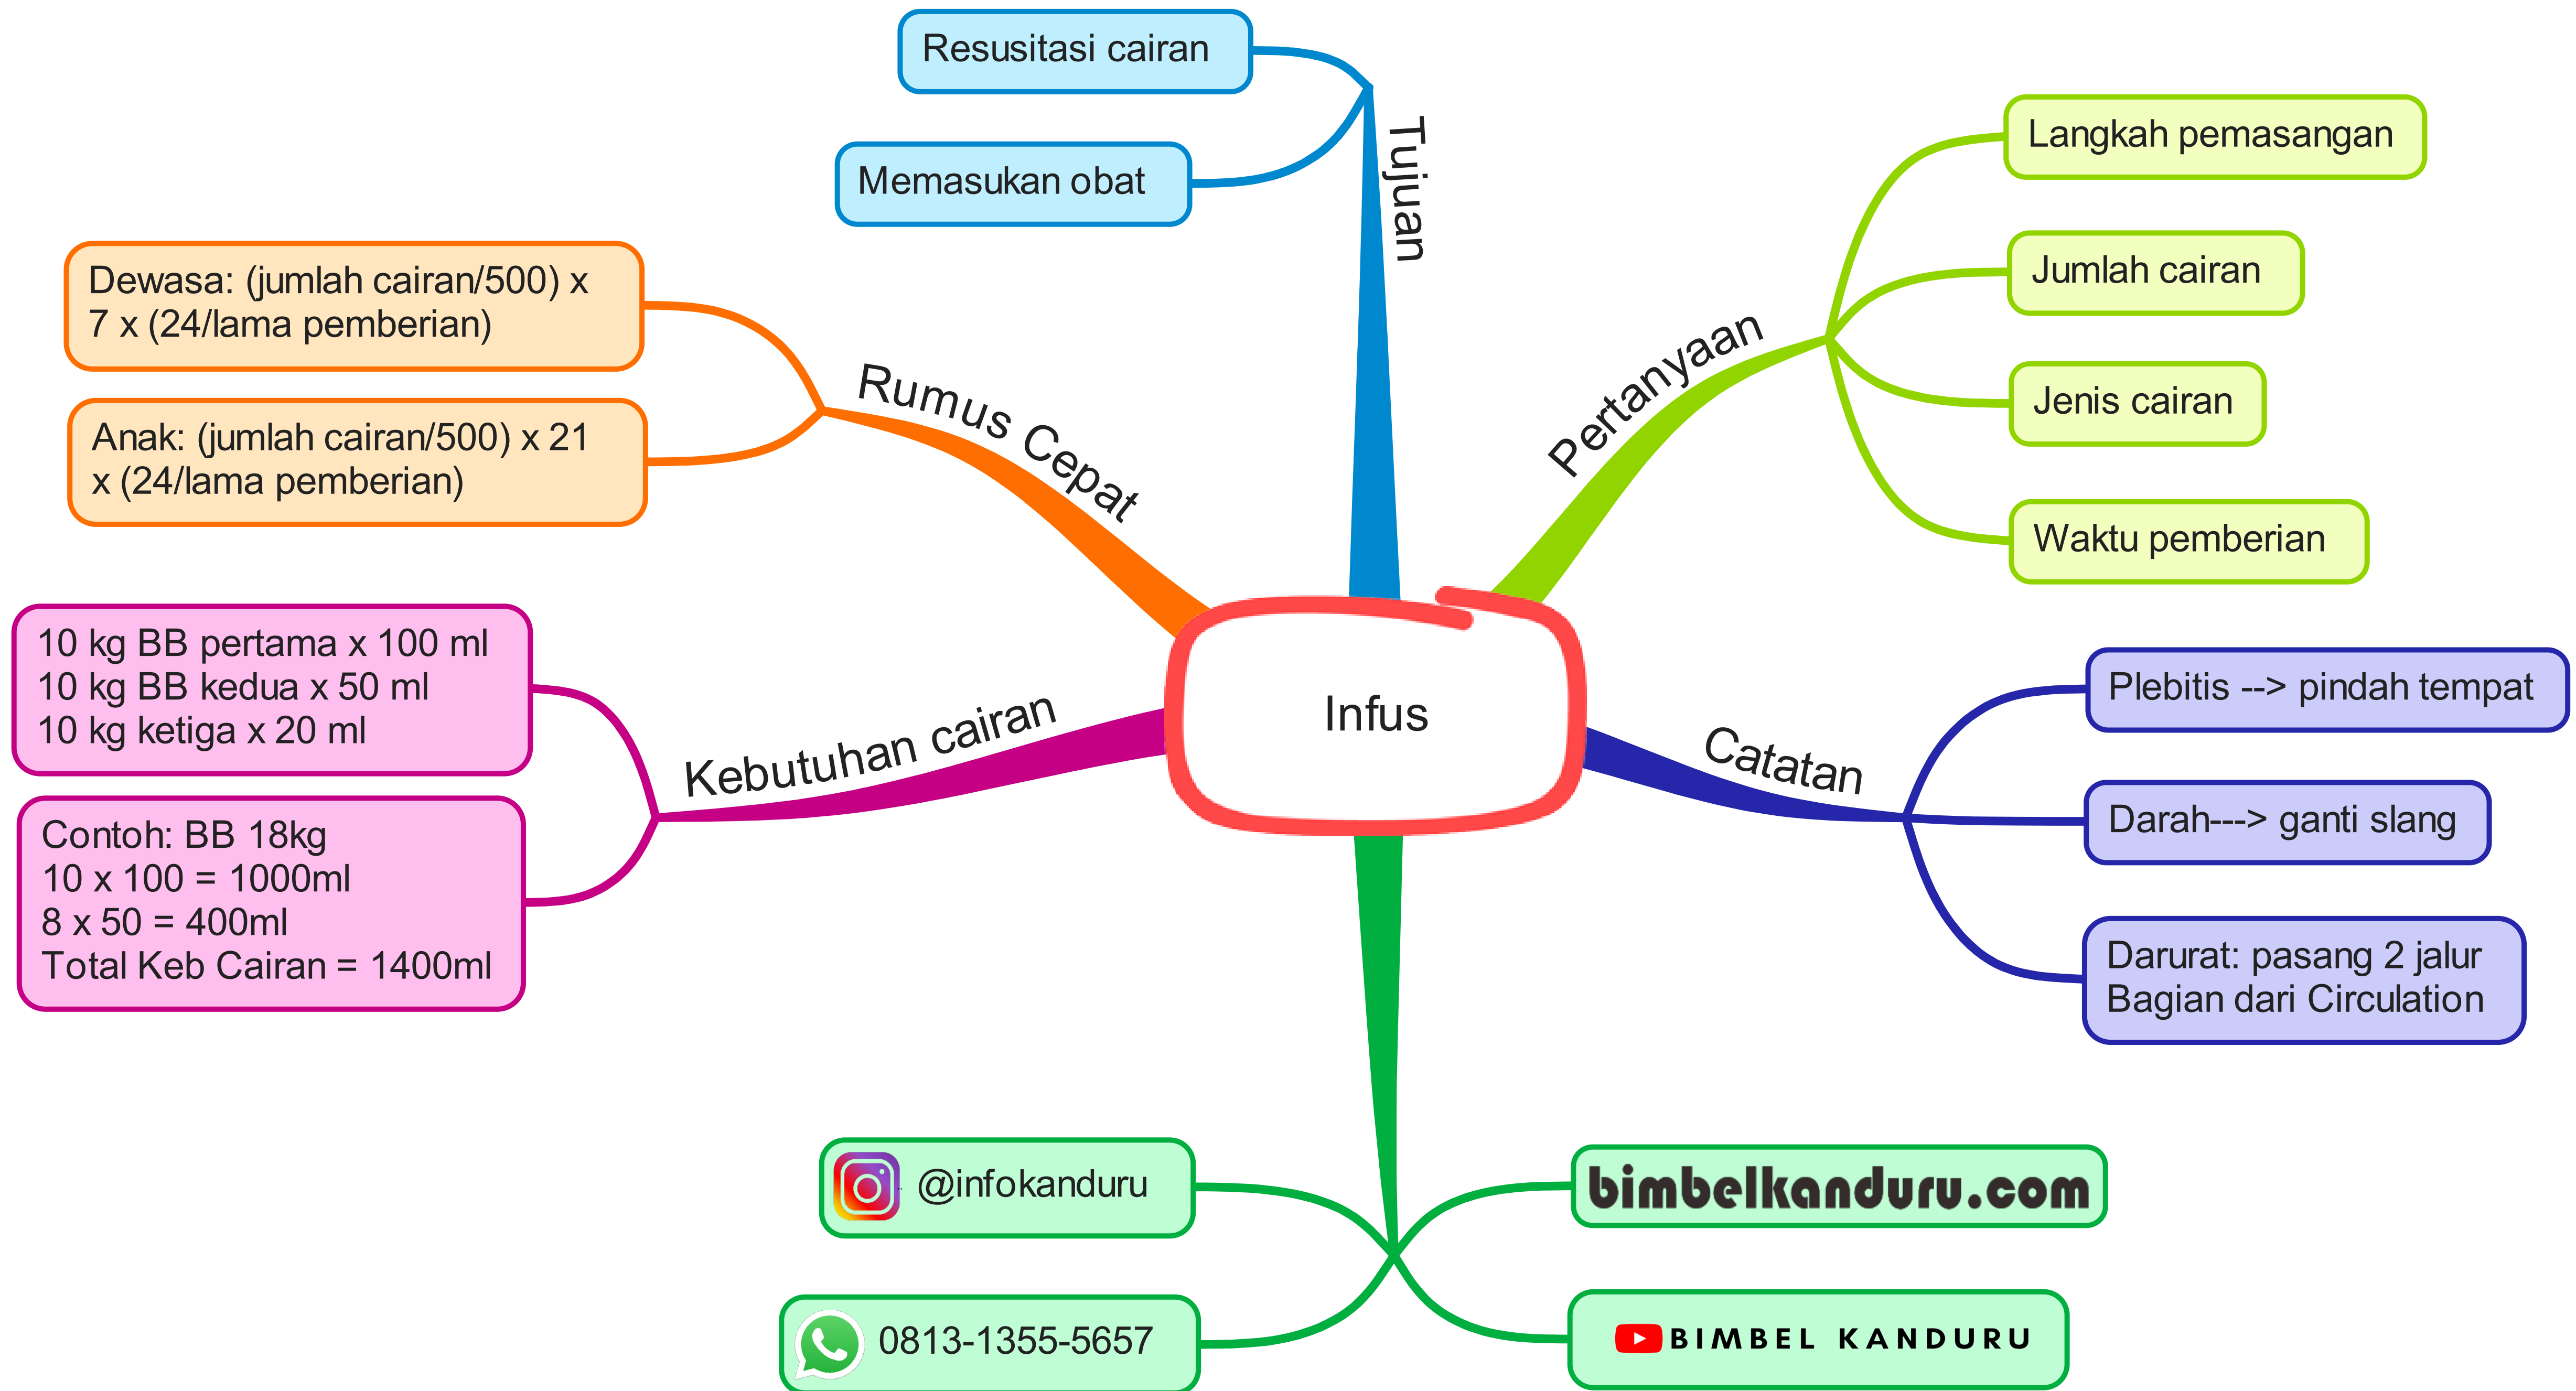 Infus
Tujuan
Resusitasi cairan
Memasukan obat
Pertanyaan
Langkah pemasangan
Jumlah cairan
Jenis cairan
Waktu pemberian
Catatan
Plebitis --> pindah tempat
Darah---> ganti slang
Darurat: pasang 2 jalur
Bagian dari Circulation
Rumus Cepat
Dewasa: (jumlah cairan/500) x
7 x (24/lama pemberian)
Anak: (jumlah cairan/500) x 21
x (24/lama pemberian)
Kebutuhan cairan
10 kg BB pertama x 100 ml
10 kg BB kedua x 50 ml
10 kg ketiga x 20 ml
Contoh: BB 18kg
10 x 100 = 1000ml
8 x 50 = 400ml
Total Keb Cairan = 1400ml
@infokanduru
0813-1355-5657
bimbelkanduru.com
BIMBEL KANDURU